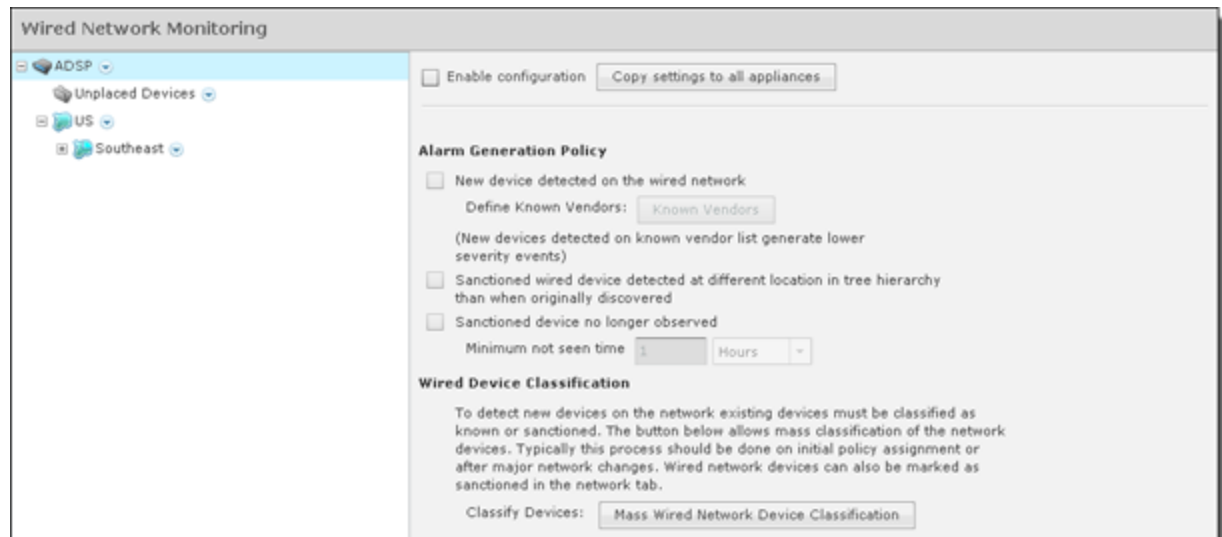 Wired Network Monitoring
ADSP
Unplaced Devices
US
Southeast
Enable configuration
Copy settings to all appliances
Alarm Generation Policy
New device detected on the wired network
Define Known Vendors:
Known Vendors
(New devices detected on known vendor list generate lower
severity events)
Sanctioned wired device detected at different location in tree hierarchy
than when originally discovered
Sanctioned device no longer observed
Minimum not seen time
1
Hours
Wired Device Classification
To detect new devices on the network existing devices must be classified as
known or sanctioned. The button below allows mass classification of the network
devices. Typically this process should be done on initial policy assignment or
after major network changes. Wired network devices can also be marked as
sanctioned in the network tab.
Classify Devices:
Mass Wired Network Device Classification